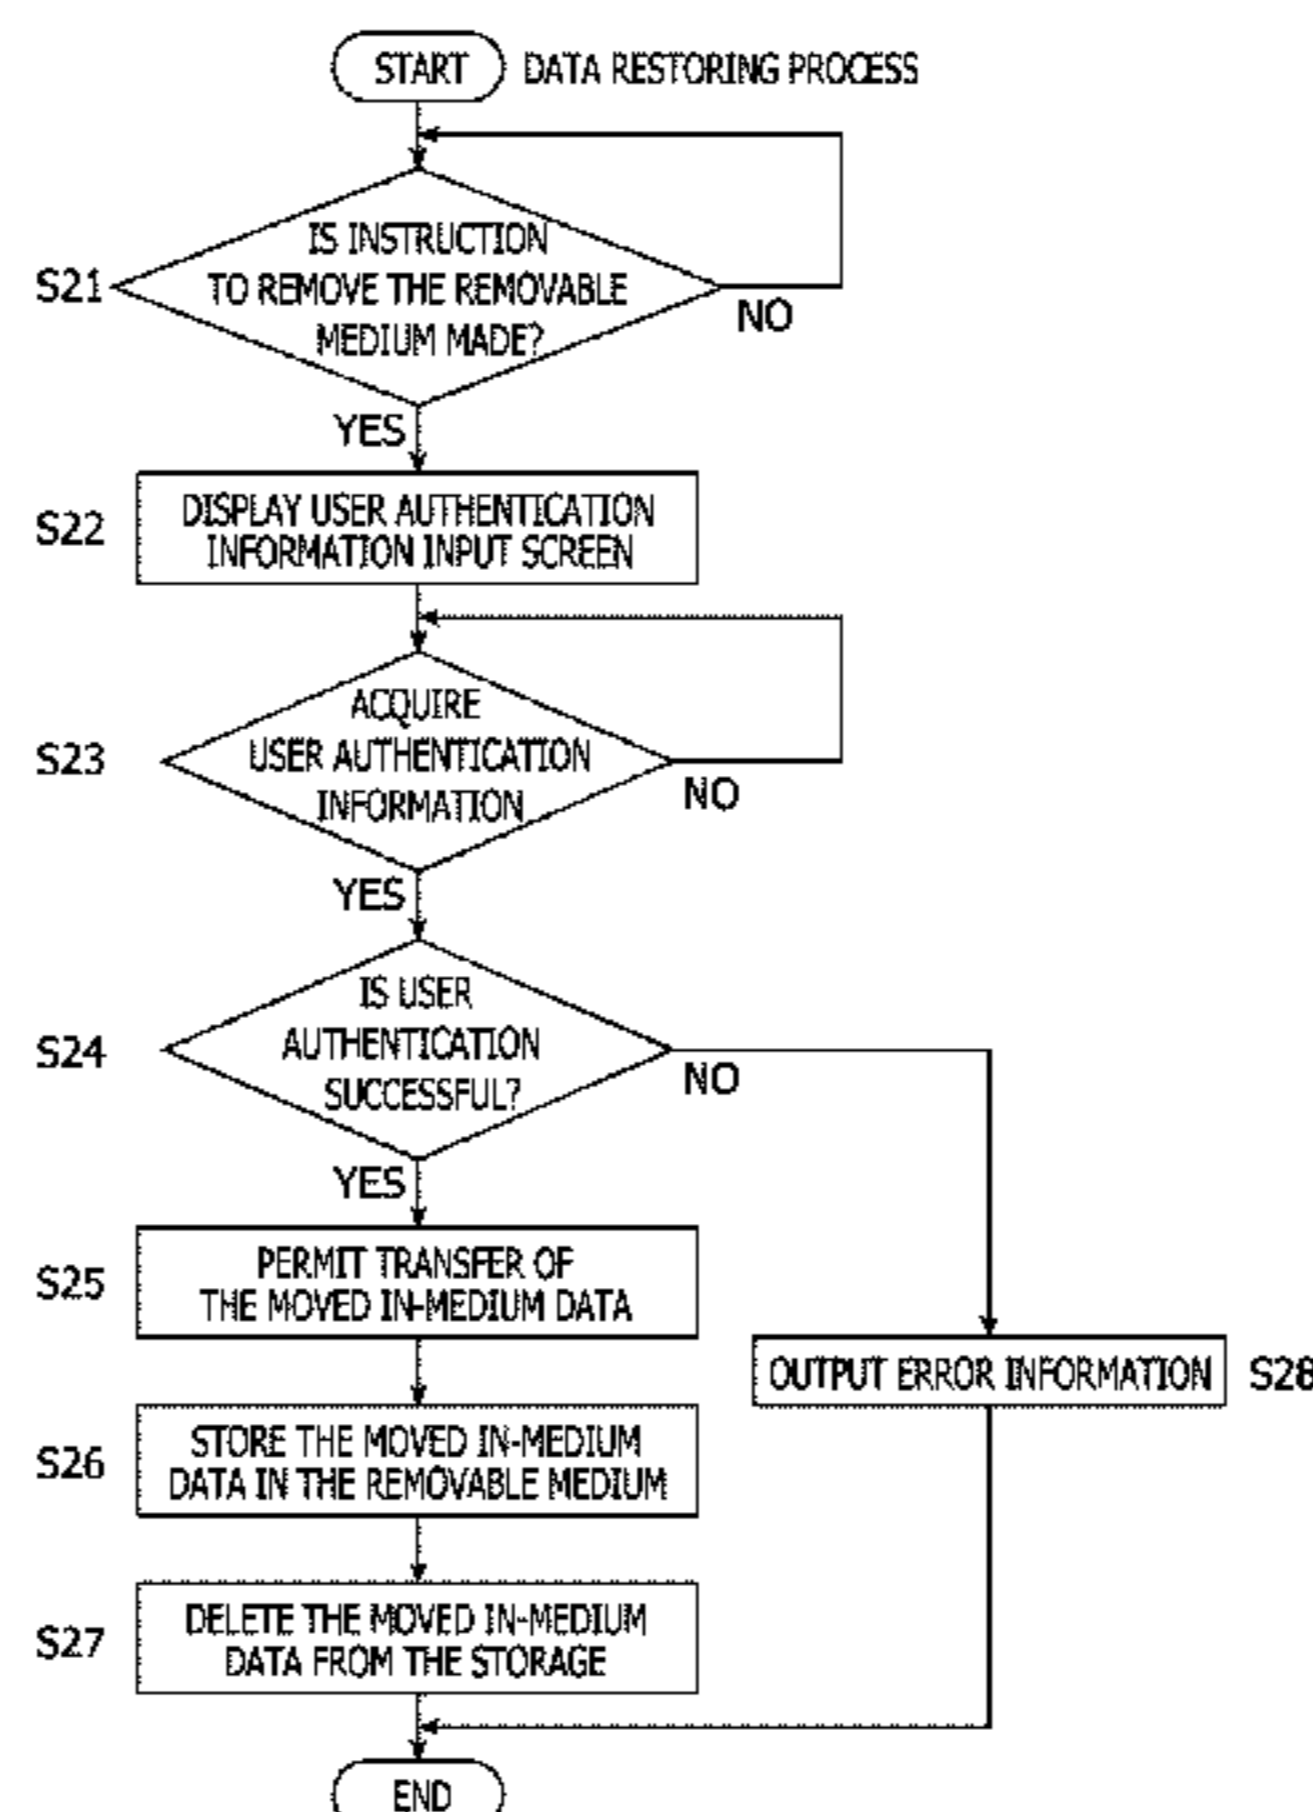 START
DATA RESTORING PROCESS
IS INSTRUCTION
TO REMOVE THE REMOVABLE
MEDIUM MADE?
S21
NO
YES
S22
DISPLAY USER AUTHENTICATION
INFORMATION INPUT SCREEN
ACQUIRE
USER AUTHENTICATION
INFORMATION
S23
NO
YES
IS USER
AUTHENTICATION
SUCCESSFUL?
S24
NO
YES
S25
PERMIT TRANSFER OF
THE MOVED IN-MEDIUM DATA
OUTPUT ERROR INFORMATION
S28
S26
STORE THE MOVED IN-MEDIUM
DATA IN THE REMOVABLE MEDIUM
S27
DELETE THE MOVED IN-MEDIUM
DATA FROM THE STORAGE
END